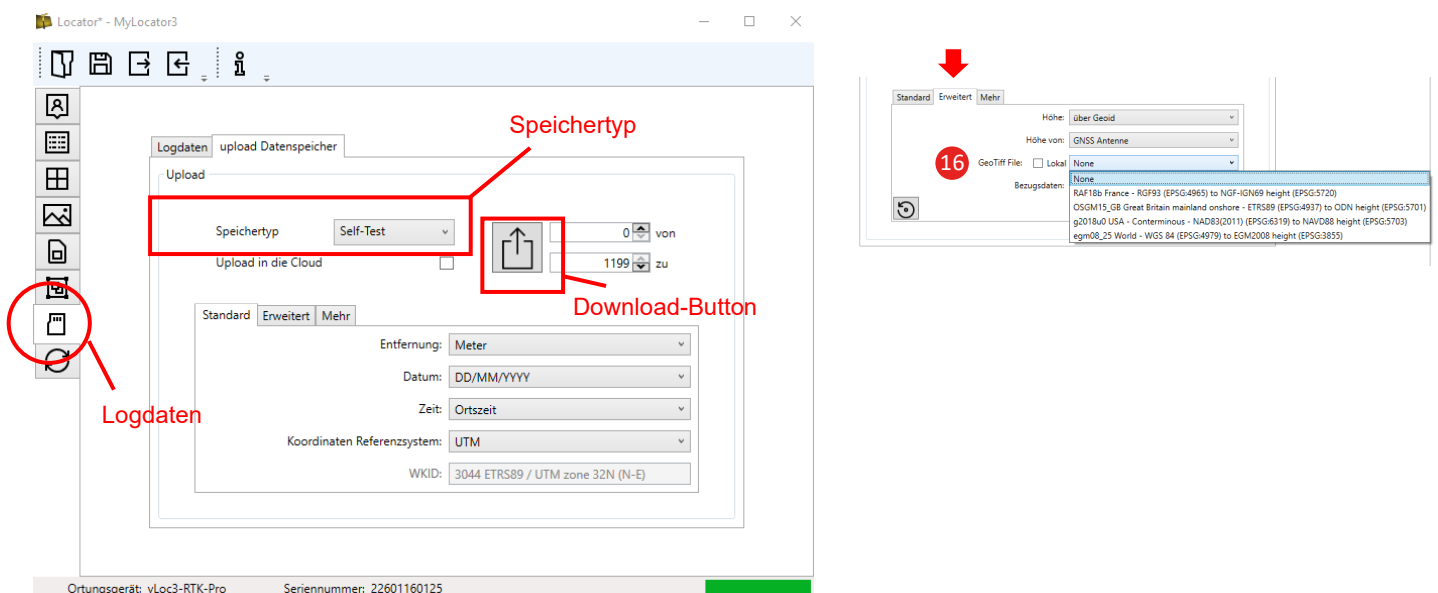 Locator* - MyLocator3
Speichertyp
Logdaten upload Datenspeicher
Upload
Speichertyp Self-Test 0 von
Upload in die Cloud 1199 zu
Download-Button
Standard Erweitert Mehr
Entfernung: Meter
Datum: DD/MM/YYYY
Zeit: Ortszeit
Koordinaten Referenzsystem: UTM
WKID: 3044 ETRS89 / UTM zone 32N (N-E)
Logdaten
Ortungsgerät: vLoc3-RTK-Pro Seriennummer: 22601160125
Standard Erweitert Mehr
Höhe: über Geoid
Höhe von: GNSS Antenne
16 GeoTiff File: Lokal None
Bezugsdaten:
None
RAF18b France - RGF93 (EPSG:4965) to NGF-IGN69 height (EPSG:5720)
OSGM15_GB Great Britain mainland onshore - ETRS89 (EPSG:4937) to ODN height (EPSG:5701)
g2018u0 USA - Conterminous - NAD83(2011) (EPSG:6319) to NAVD88 height (EPSG:5703)
egm08_25 World - WGS 84 (EPSG:4979) to EGM2008 height (EPSG:3855)